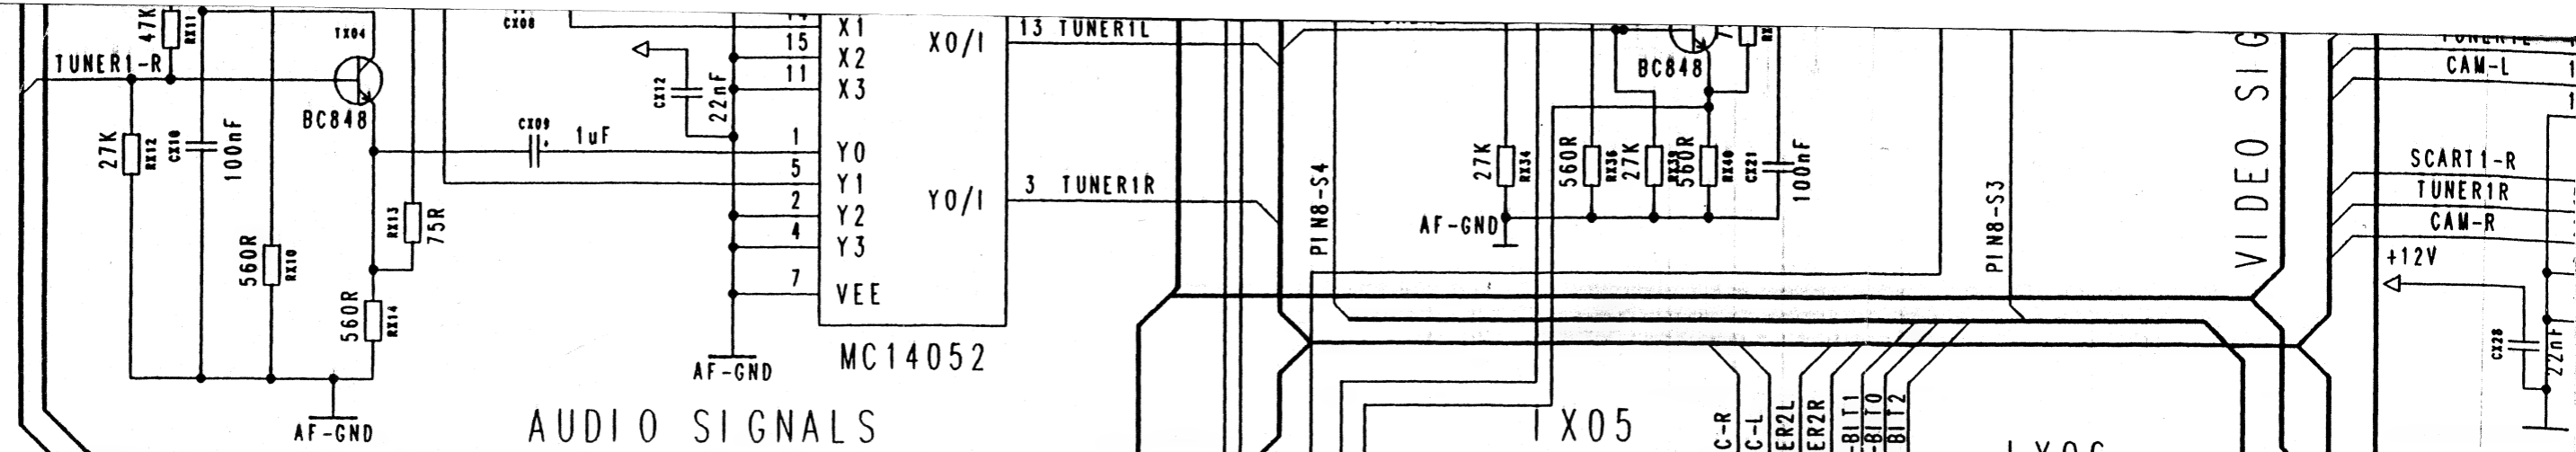 47K
RX11
TX04
TUNER1-R
BC848
27K
RX12
CX10
100nF
560R
RX10
RX13
75R
560R
RX14
AF-GND
CX08
CX09
1uF
CX12
22nF
X1
15
X2
11
X3
1
Y0
5
Y1
2
Y2
4
Y3
7
VEE
X0/I
13 TUNER1L
Y0/I
3 TUNER1R
MC14052
AF-GND
AUDIO SIGNALS
BC848
27K
RX34
560R
RX36
27K
560R
RX40
CX21
100nF
AF-GND
PIN8-S4
PIN8-S3
VIDEO SIG
CAM-L
SCART1-R
TUNER1R
CAM-R
+12V
CX28
22nF
X05
C-R
C-L
ER2L
ER2R
-BIT1
-BIT0
BIT2